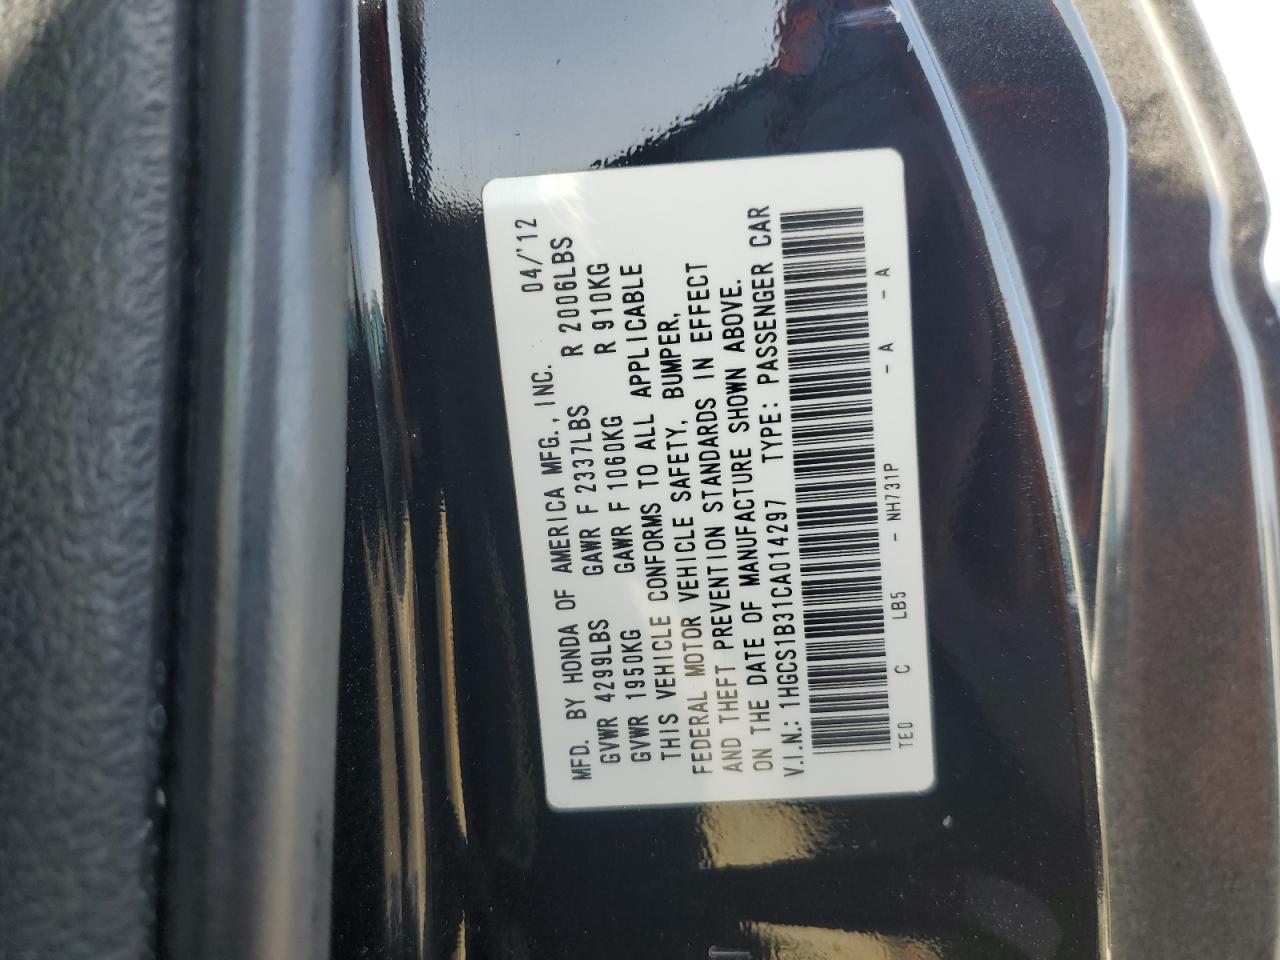 MFD. BY HONDA OF AMERICA MFG., INC. 04/'12
GVWR 4299LBS GAWR F 2337LBS R 2006LBS
GVWR 1950KG GAWR F 1060KG R 910KG
THIS VEHICLE CONFORMS TO ALL APPLICABLE
FEDERAL MOTOR VEHICLE SAFETY, BUMPER,
AND THEFT PREVENTION STANDARDS IN EFFECT
ON THE DATE OF MANUFACTURE SHOWN ABOVE.
V.I.N.: 1HGCS1B31CA014297 TYPE: PASSENGER CAR
TE0 C LB5 - NH731P - A - A